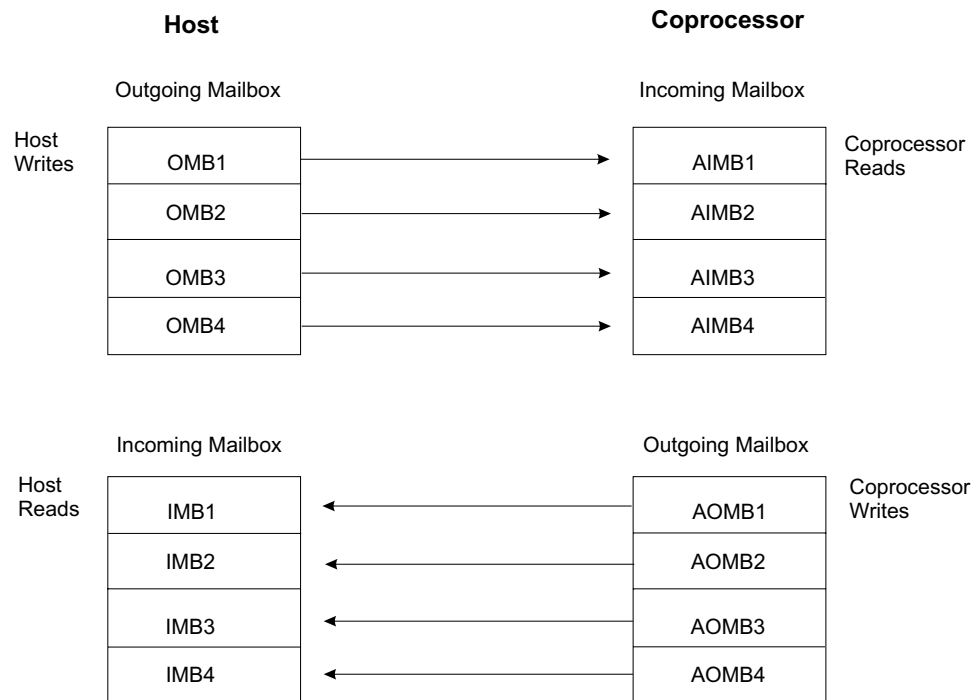 Host
Coprocessor
Outgoing Mailbox
Incoming Mailbox
Host
Writes
OMB1
AIMB1
Coprocessor
Reads
OMB2
AIMB2
OMB3
AIMB3
OMB4
AIMB4
Incoming Mailbox
Outgoing Mailbox
Host
Reads
IMB1
AOMB1
Coprocessor
Writes
IMB2
AOMB2
IMB3
AOMB3
IMB4
AOMB4